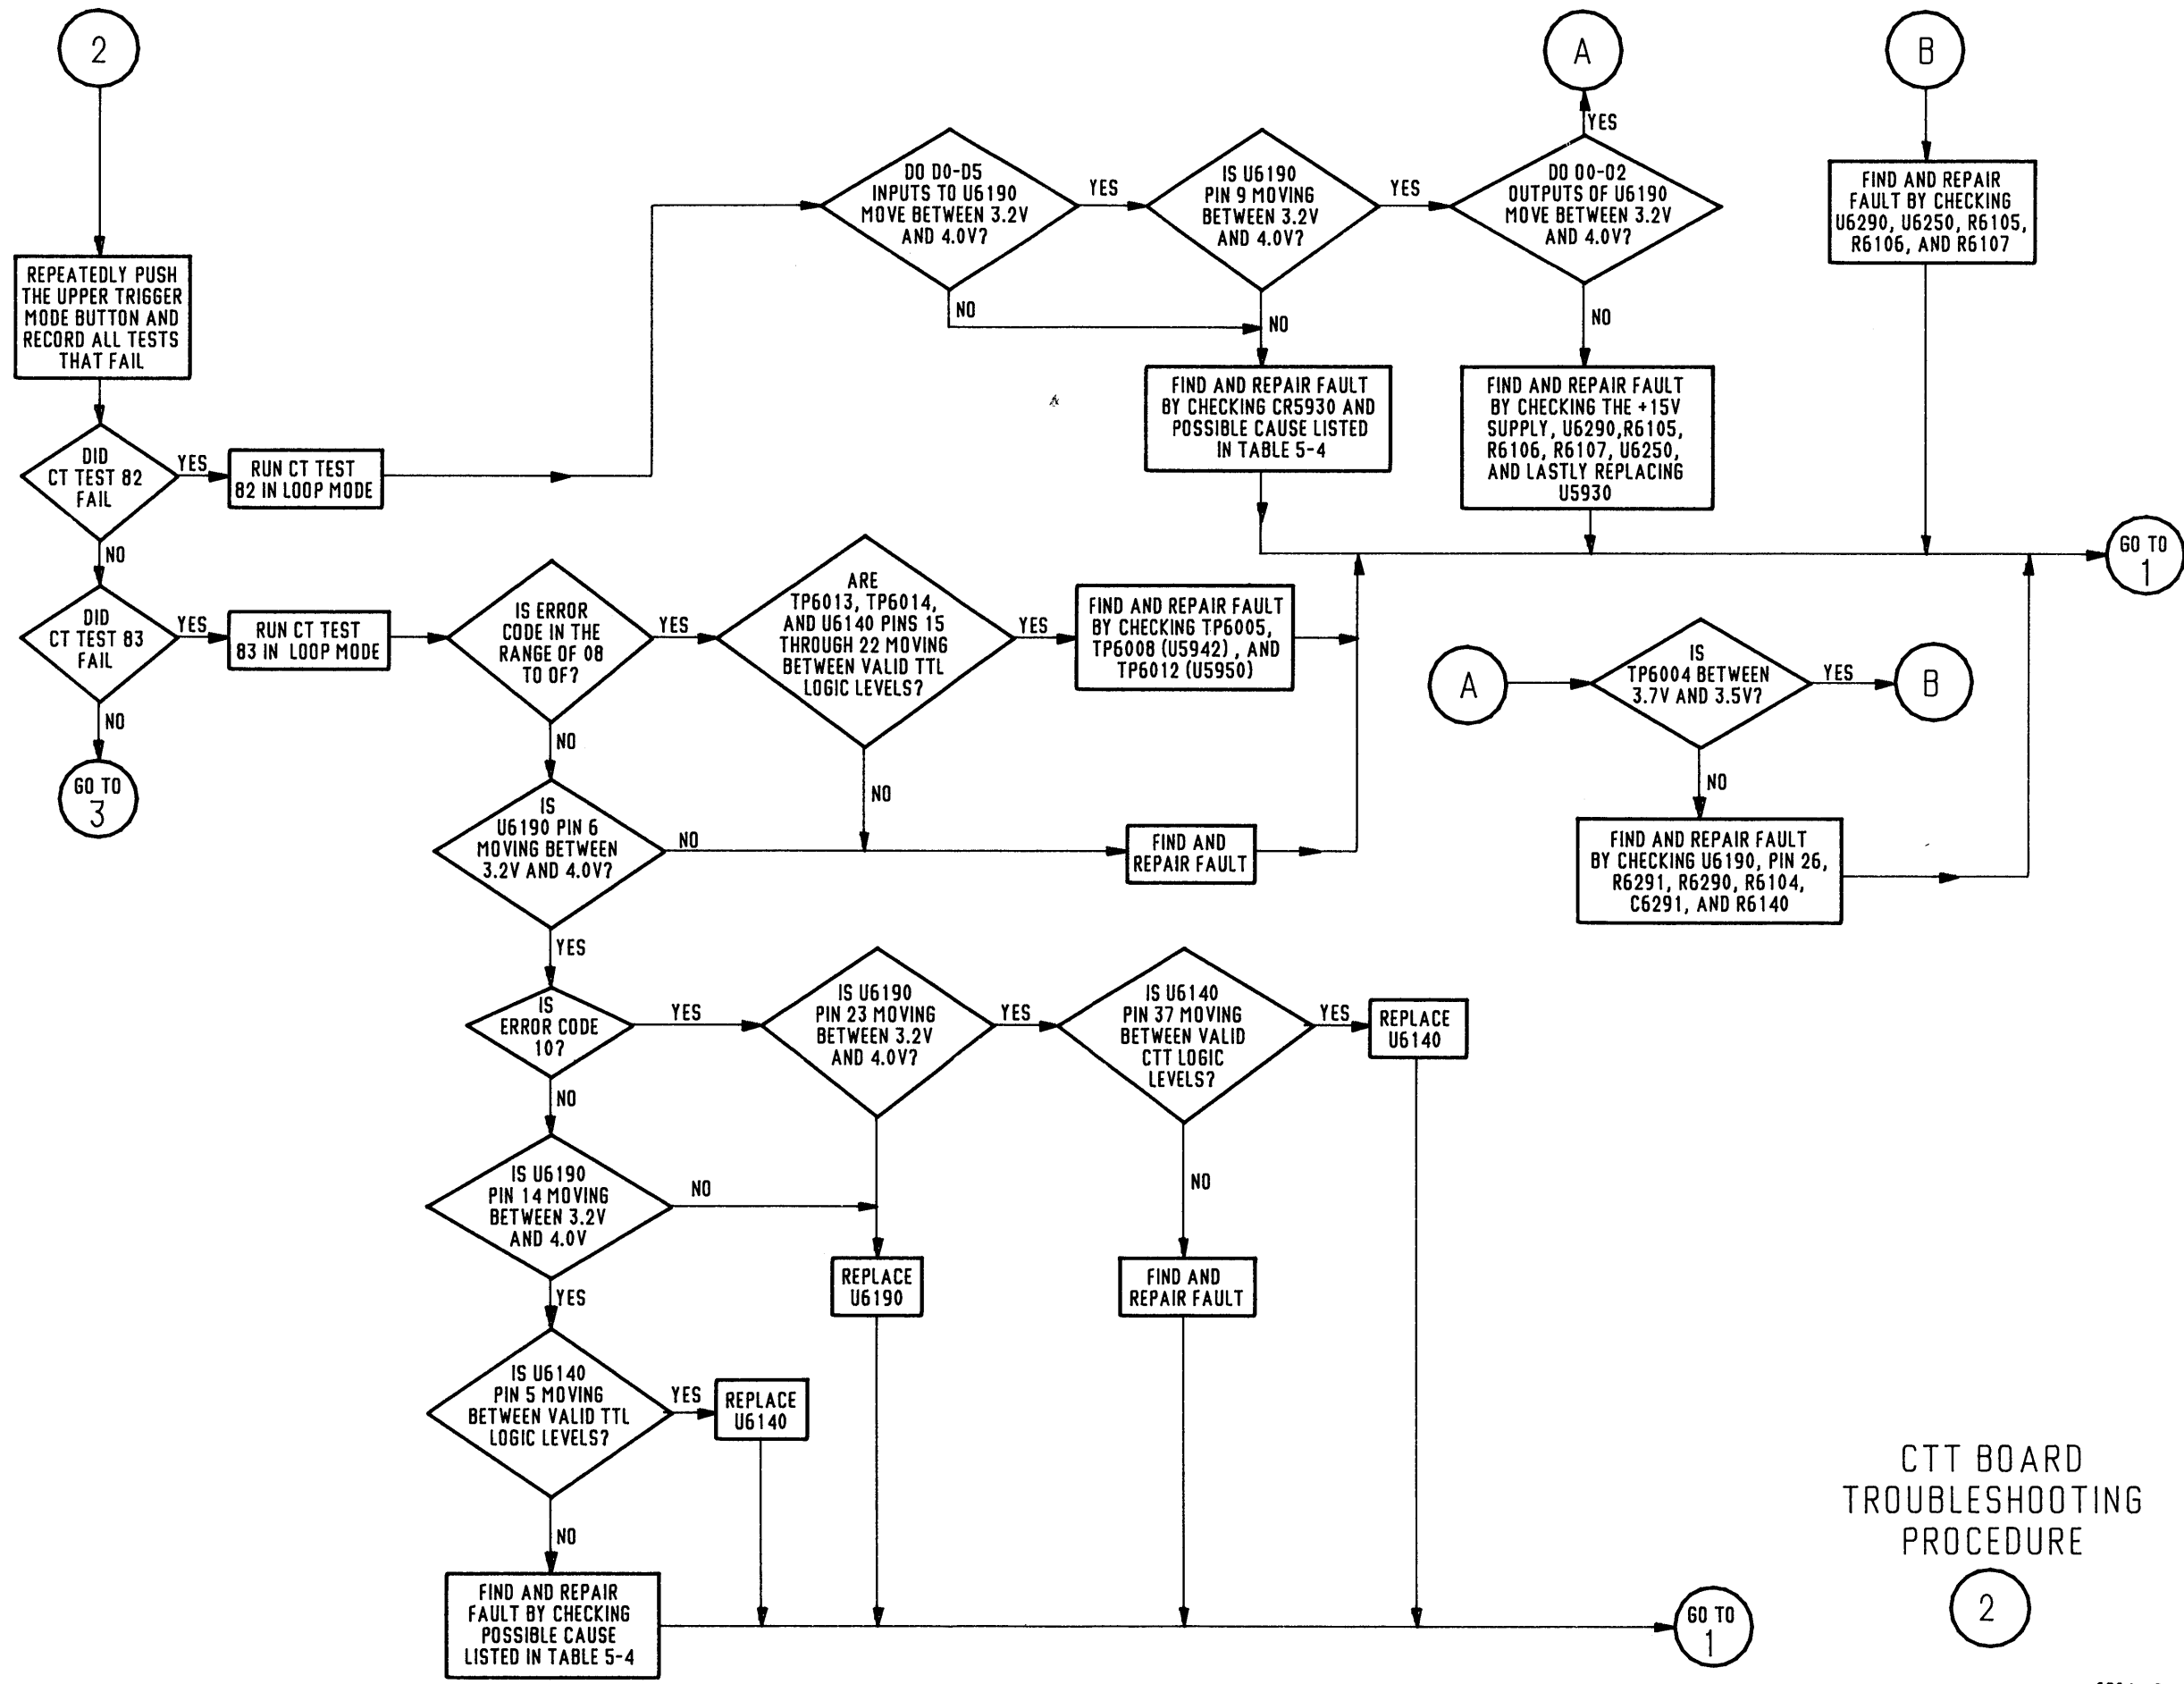 2
REPEATEDLY PUSH
THE UPPER TRIGGER
MODE BUTTON AND
RECORD ALL TESTS
THAT FAIL
DID
CT TEST 82
FAIL
YES
RUN CT TEST
82 IN LOOP MODE
NO
DO D0-D5
INPUTS TO U6190
MOVE BETWEEN 3.2V
AND 4.0V?
YES
NO
IS U6190
PIN 9 MOVING
BETWEEN 3.2V
AND 4.0V?
YES
NO
FIND AND REPAIR FAULT
BY CHECKING CR5930 AND
POSSIBLE CAUSE LISTED
IN TABLE 5-4
DO O0-O2
OUTPUTS OF U6190
MOVE BETWEEN 3.2V
AND 4.0V?
YES
A
NO
FIND AND REPAIR FAULT
BY CHECKING THE +15V
SUPPLY, U6290,R6105,
R6106, R6107, U6250,
AND LASTLY REPLACING
U5930
B
FIND AND REPAIR
FAULT BY CHECKING
U6290, U6250, R6105,
R6106, AND R6107
GO TO
1
DID
CT TEST 83
FAIL
YES
RUN CT TEST
83 IN LOOP MODE
NO
GO TO
3
IS ERROR
CODE IN THE
RANGE OF 08
TO 0F?
YES
NO
ARE
TP6013, TP6014,
AND U6140 PINS 15
THROUGH 22 MOVING
BETWEEN VALID TTL
LOGIC LEVELS?
YES
NO
FIND AND REPAIR FAULT
BY CHECKING TP6005,
TP6008 (U5942) , AND
TP6012 (U5950)
A
IS
TP6004 BETWEEN
3.7V AND 3.5V?
YES
B
NO
FIND AND REPAIR FAULT
BY CHECKING U6190, PIN 26,
R6291, R6290, R6104,
C6291, AND R6140
IS
U6190 PIN 6
MOVING BETWEEN
3.2V AND 4.0V?
NO
FIND AND
REPAIR FAULT
YES
IS
ERROR CODE
10?
YES
NO
IS U6190
PIN 23 MOVING
BETWEEN 3.2V
AND 4.0V?
YES
IS U6140
PIN 37 MOVING
BETWEEN VALID
CTT LOGIC
LEVELS?
YES
REPLACE
U6140
NO
FIND AND
REPAIR FAULT
IS U6190
PIN 14 MOVING
BETWEEN 3.2V
AND 4.0V
NO
REPLACE
U6190
YES
IS U6140
PIN 5 MOVING
BETWEEN VALID TTL
LOGIC LEVELS?
YES
REPLACE
U6140
NO
FIND AND REPAIR
FAULT BY CHECKING
POSSIBLE CAUSE
LISTED IN TABLE 5-4
GO TO
1
CTT BOARD
TROUBLESHOOTING
PROCEDURE
2